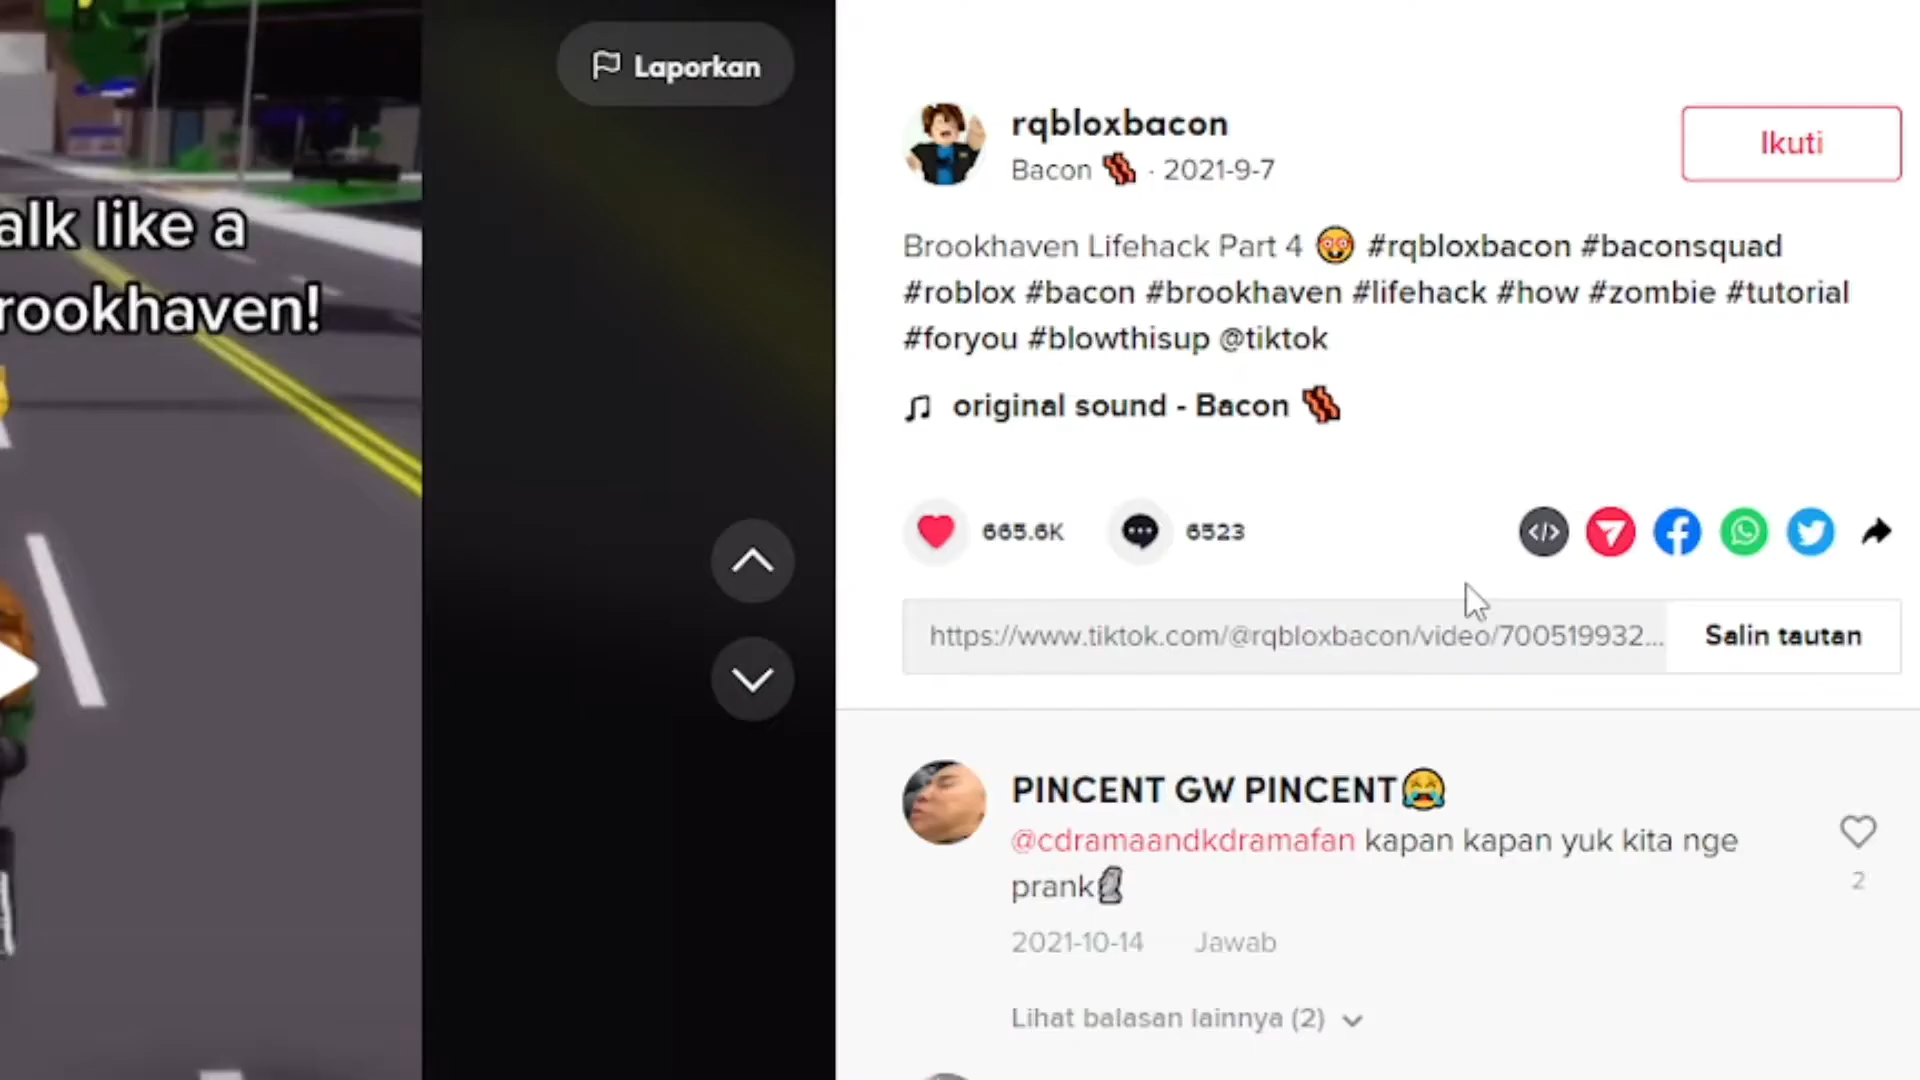 alk like a
rookhaven!
Laporkan
rqbloxbacon
Bacon 🥓 · 2021-9-7
Ikuti
Brookhaven Lifehack Part 4 🤩 #rqbloxbacon #baconsquad
#roblox #bacon #brookhaven #lifehack #how #zombie #tutorial
#foryou #blowthisup @tiktok
original sound - Bacon 🥓
665.6K
6523
https://www.tiktok.com/@rqbloxbacon/video/700519932...
Salin tautan
PINCENT GW PINCENT😭
@cdramaandkdramafan kapan kapan yuk kita nge
prank🗿
2
2021-10-14 Jawab
Lihat balasan lainnya (2)